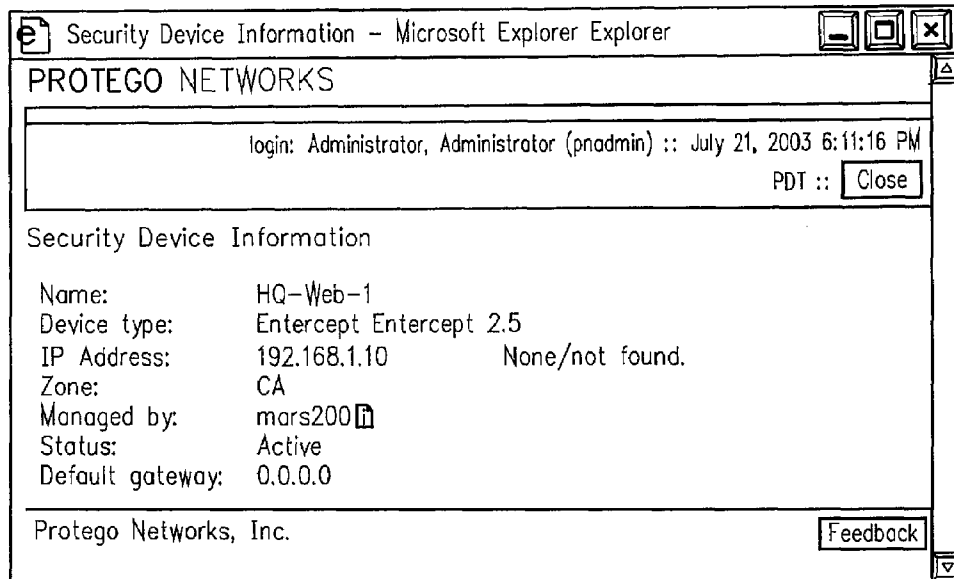 Security Device Information – Microsoft Explorer Explorer
PROTEGO NETWORKS
login: Administrator, Administrator (pnadmin) :: July 21, 2003 6:11:16 PM
PDT :: Close
Security Device Information
Name: HQ–Web–1
Device type: Entercept Entercept 2.5
IP Address: 192.168.1.10 None/not found.
Zone: CA
Managed by: mars200 i
Status: Active
Default gateway: 0.0.0.0
Protego Networks, Inc. Feedback